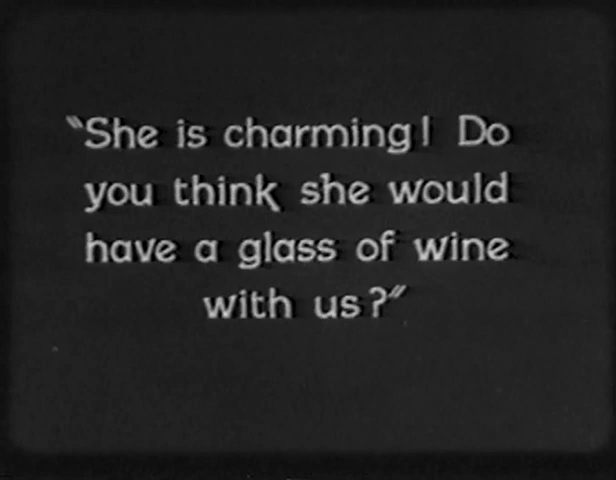 "She is charming! Do
you think she would
have a glass of wine
with us?"